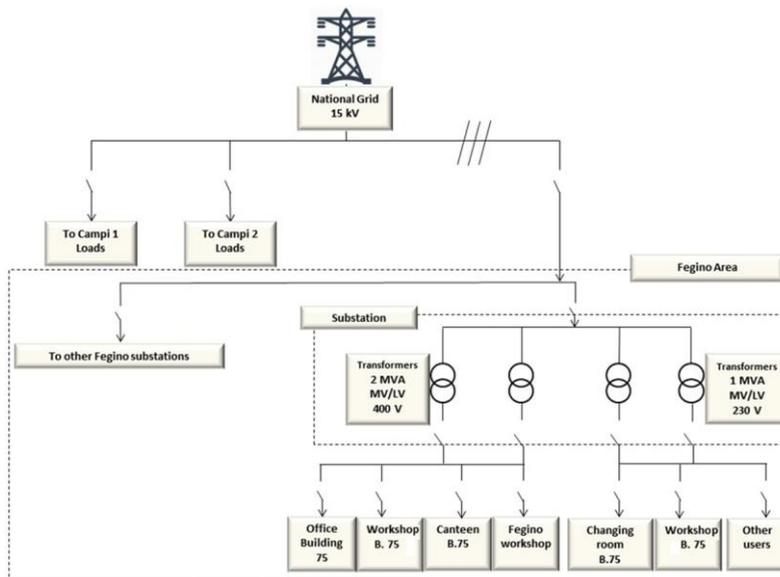 National Grid
15 kV
To Campi 1
Loads
To Campi 2
Loads
Fegino Area
Substation
To other Fegino substations
Transformers
2 MVA
MV/LV
400 V
Transformers
1 MVA
MV/LV
230 V
Office
Building
75
Workshop
B. 75
Canteen
B.75
Fegino
workshop
Changing
room
B.75
Workshop
B. 75
Other
users